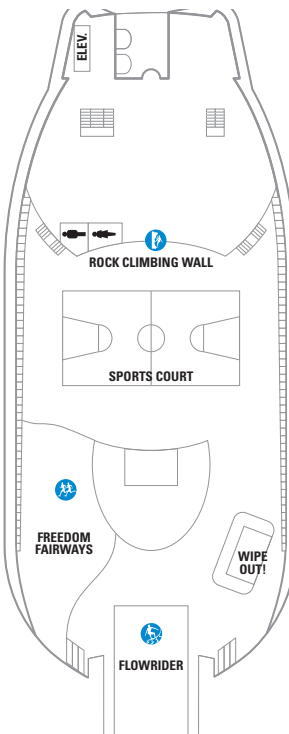 ELEV.
ROCK CLIMBING WALL
SPORTS COURT
FREEDOM
FAIRWAYS
WIPE
OUT!
FLOWRIDER